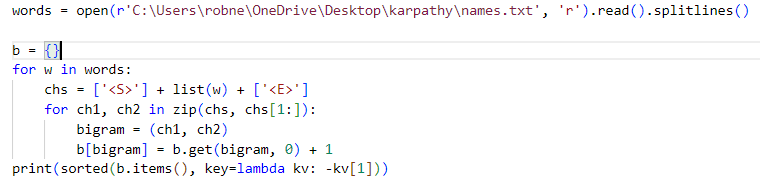 words = open(r'C:\Users\robne\OneDrive\Desktop\karpathy\names.txt', 'r').read().splitlines()

b = {}
for w in words:
    chs = ['<S>'] + list(w) + ['<E>']
    for ch1, ch2 in zip(chs, chs[1:]):
        bigram = (ch1, ch2)
        b[bigram] = b.get(bigram, 0) + 1
print(sorted(b.items(), key=lambda kv: -kv[1]))